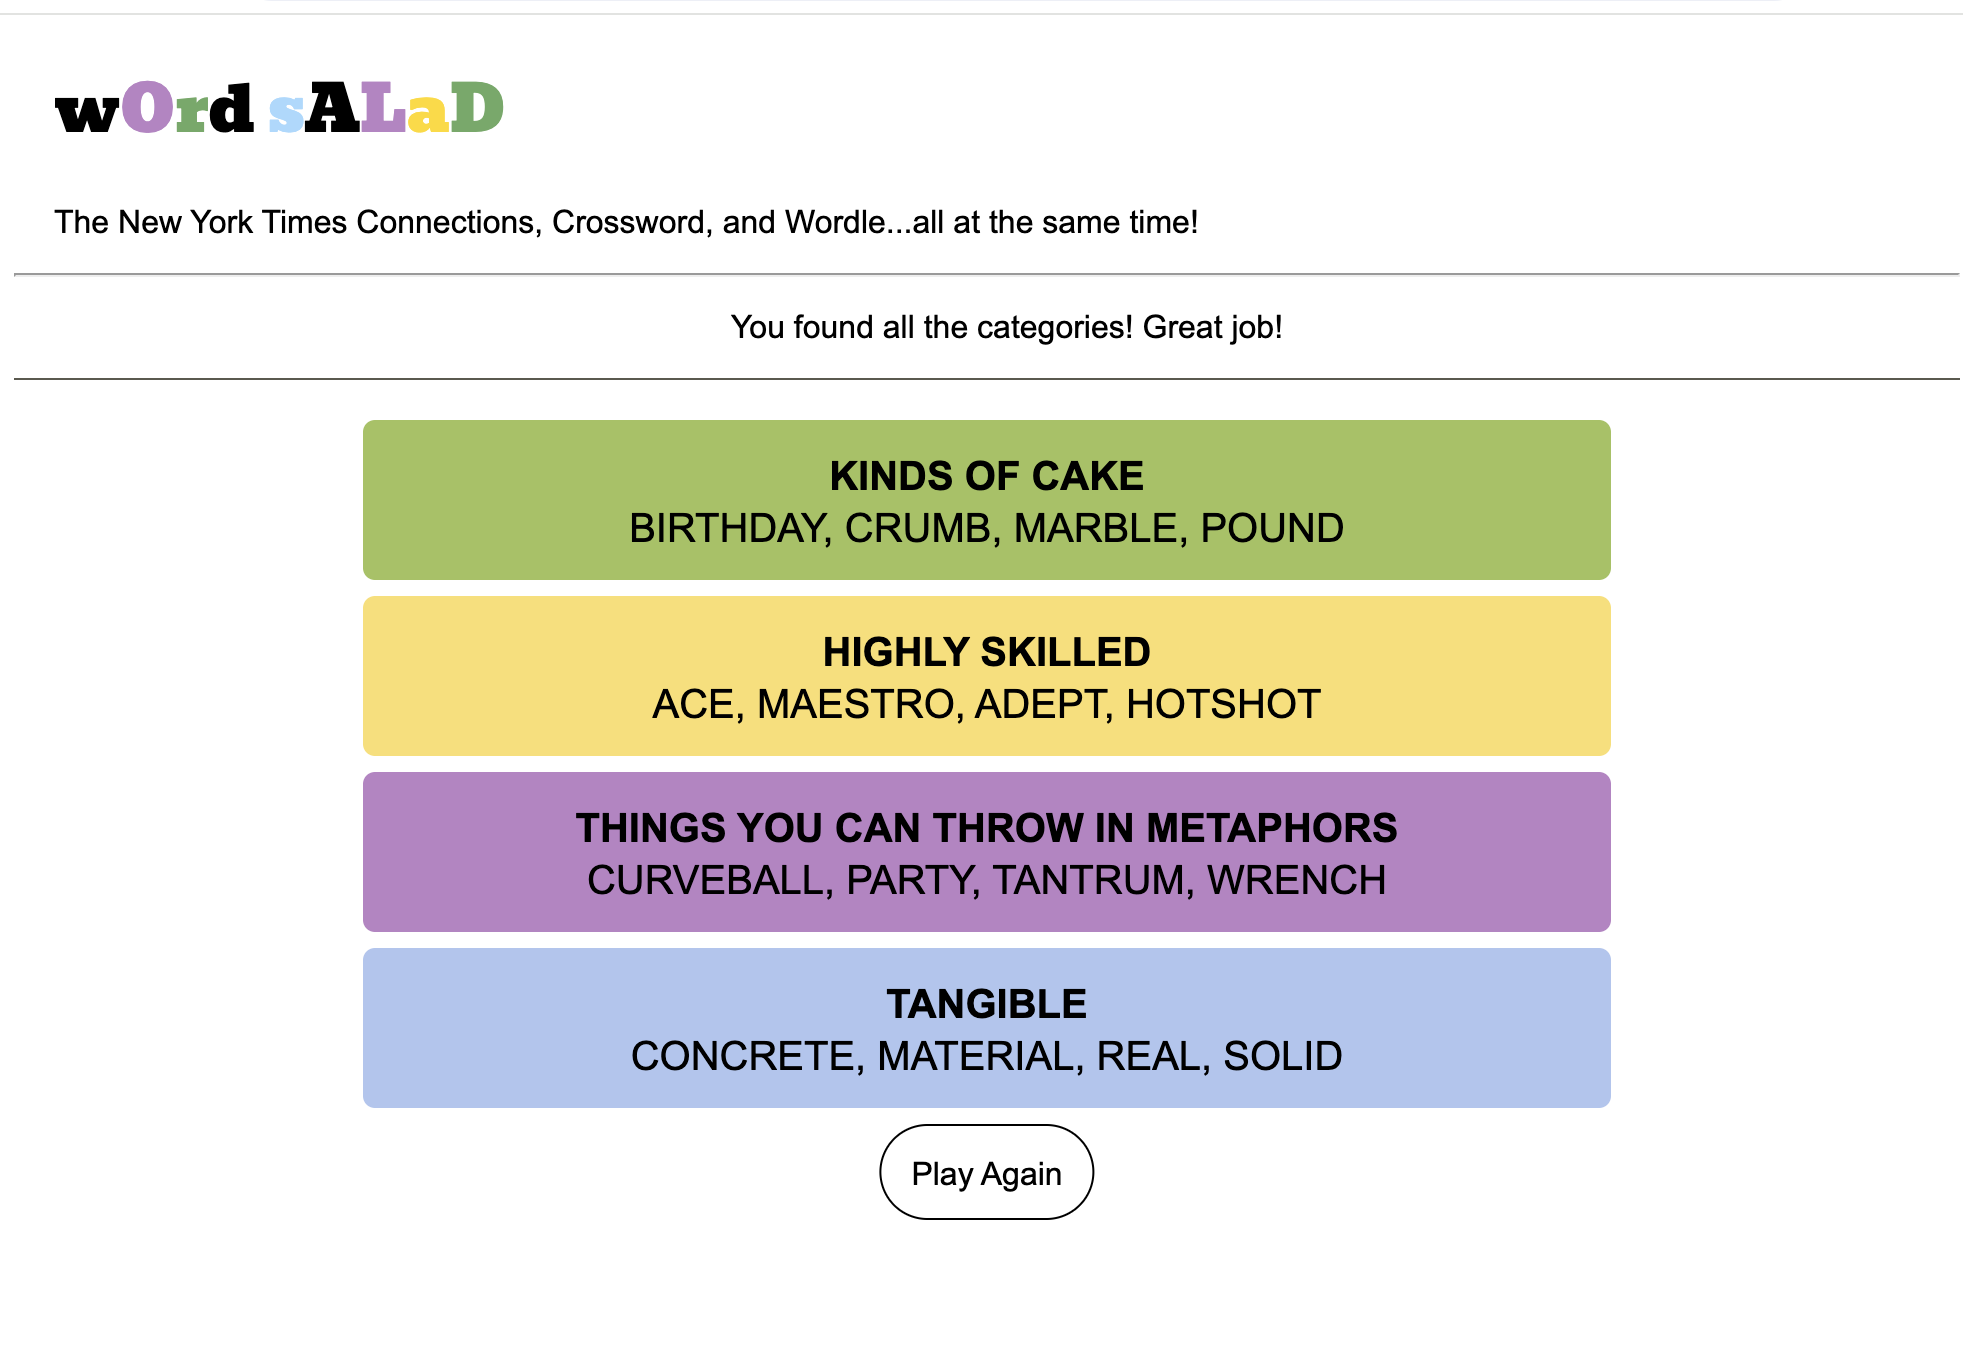 wOrd sALaD
The New York Times Connections, Crossword, and Wordle...all at the same time!
You found all the categories! Great job!
KINDS OF CAKE
BIRTHDAY, CRUMB, MARBLE, POUND
HIGHLY SKILLED
ACE, MAESTRO, ADEPT, HOTSHOT
THINGS YOU CAN THROW IN METAPHORS
CURVEBALL, PARTY, TANTRUM, WRENCH
TANGIBLE
CONCRETE, MATERIAL, REAL, SOLID
Play Again